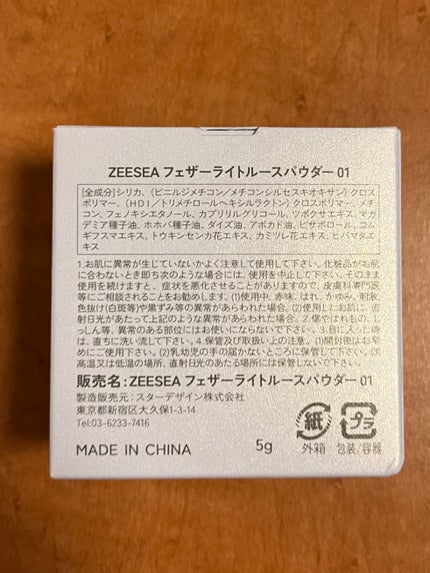 ZEESEA フェザーライトルースパウダー 01
[全成分]シリカ、(ビニルジメチコン/メチコンシルセスキオキサン)クロス
ポリマー、(HDI/トリメチロールヘキシルラクトン)クロスポリマー、メチ
コン、フェノキシエタノール、カプリリルグリコール、ツボクサエキス、マカ
デミア種子油、ホホバ種子油、ダイズ油、アボカド油、ビサボロール、コム
ギフスマエキス、トウキンセンカ花エキス、カミツレ花エキス、ヒバマタエ
キス
1.お肌に異常が生じていないかよく注意して使用して下さい。化粧品がお肌
に合わないとき即ち次のような場合には、使用を中止して下さい。そのまま
使用を続けますと、症状を悪化させることがありますので、皮膚科専門医
等にご相談されることをお勧めします。(1)使用中、赤味、はれ、かゆみ、刺激、
色抜け(白斑等)や黒ずみ等の異常があらわれた場合。(2)使用したお肌に、直
射日光があたって上記のような異常があらわれた場合。2.傷やはれもの、し
っしん等、異常のある部位にはお使いにならないで下さい。3.目に入った時
は、直ちに洗い流して下さい。4.保管及び取扱い上の注意。(1)開封後はお早
めにご使用下さい。(2)乳幼児の手の届かないところに保管して下さい。(3)
高温又は低温の場所、直射日光のあたる場所には保管しないで下さい。
販売名:ZEESEA フェザーライトルースパウダー 01
製造販売元:スターデザイン株式会社
東京都新宿区大久保1-3-14
Tel:03-6233-7416
MADE IN CHINA
5g
紙
外箱
プラ
包装/容器